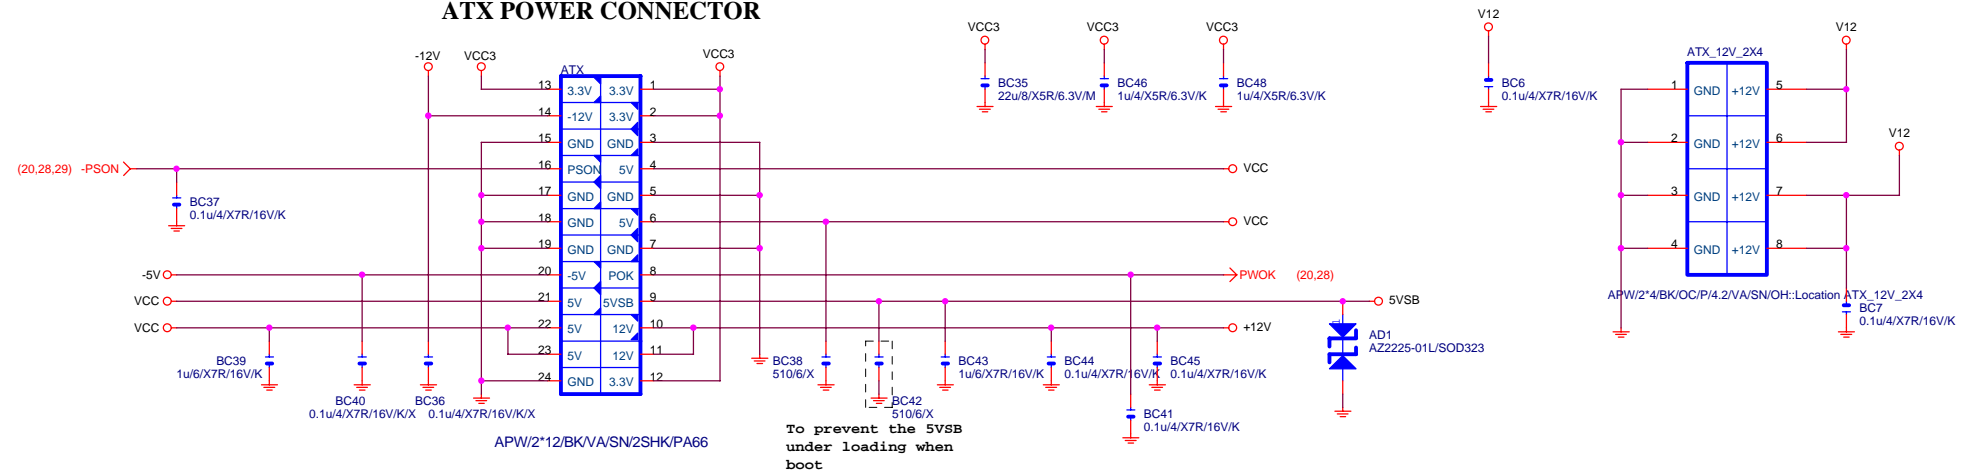 ATX POWER CONNECTOR
-12V
VCC3
VCC3
ATX
13 3.3V 3.3V 1
14 -12V 3.3V 2
15 GND GND 3
16 PSON 5V 4
17 GND GND 5
18 GND 5V 6
19 GND GND 7
20 -5V POK 8
21 5V 5VSB 9
22 5V 12V 10
23 5V 12V 11
24 GND 3.3V 12
APW/2*12/BK/VA/SN/2SHK/PA66
(20,28,29) -PSON
BC37
0.1u/4/X7R/16V/K
-5V
VCC
VCC
BC39
1u/6/X7R/16V/K
BC40
0.1u/4/X7R/16V/K/X
BC36
0.1u/4/X7R/16V/K/X
VCC
VCC
PWOK (20,28)
5VSB
+12V
BC38
510/6/X
BC42
510/6/X
To prevent the 5VSB
under loading when
boot
BC43
1u/6/X7R/16V/K
BC44
0.1u/4/X7R/16V/K
BC45
0.1u/4/X7R/16V/K
BC41
0.1u/4/X7R/16V/K
1
AD1
AZ2225-01L/SOD323
VCC3
BC35
22u/8/X5R/6.3V/M
VCC3
BC46
1u/4/X5R/6.3V/K
VCC3
BC48
1u/4/X5R/6.3V/K
V12
BC6
0.1u/4/X7R/16V/K
ATX_12V_2X4
V12
1 GND +12V 5
2 GND +12V 6
3 GND +12V 7
4 GND +12V 8
V12
APW/2*4/BK/OC/P/4.2/VA/SN/OH::Location ATX_12V_2X4
BC7
0.1u/4/X7R/16V/K